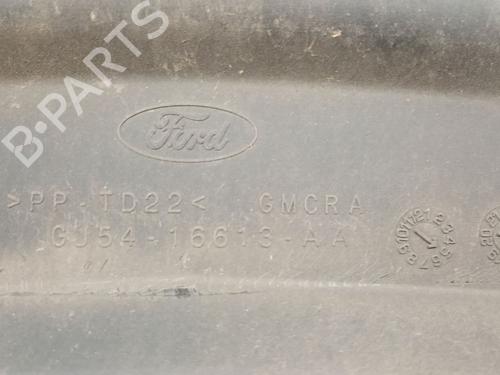 B-PARTS
Ford
>PP-TD22< GMCRA
GJ54-16613-AA